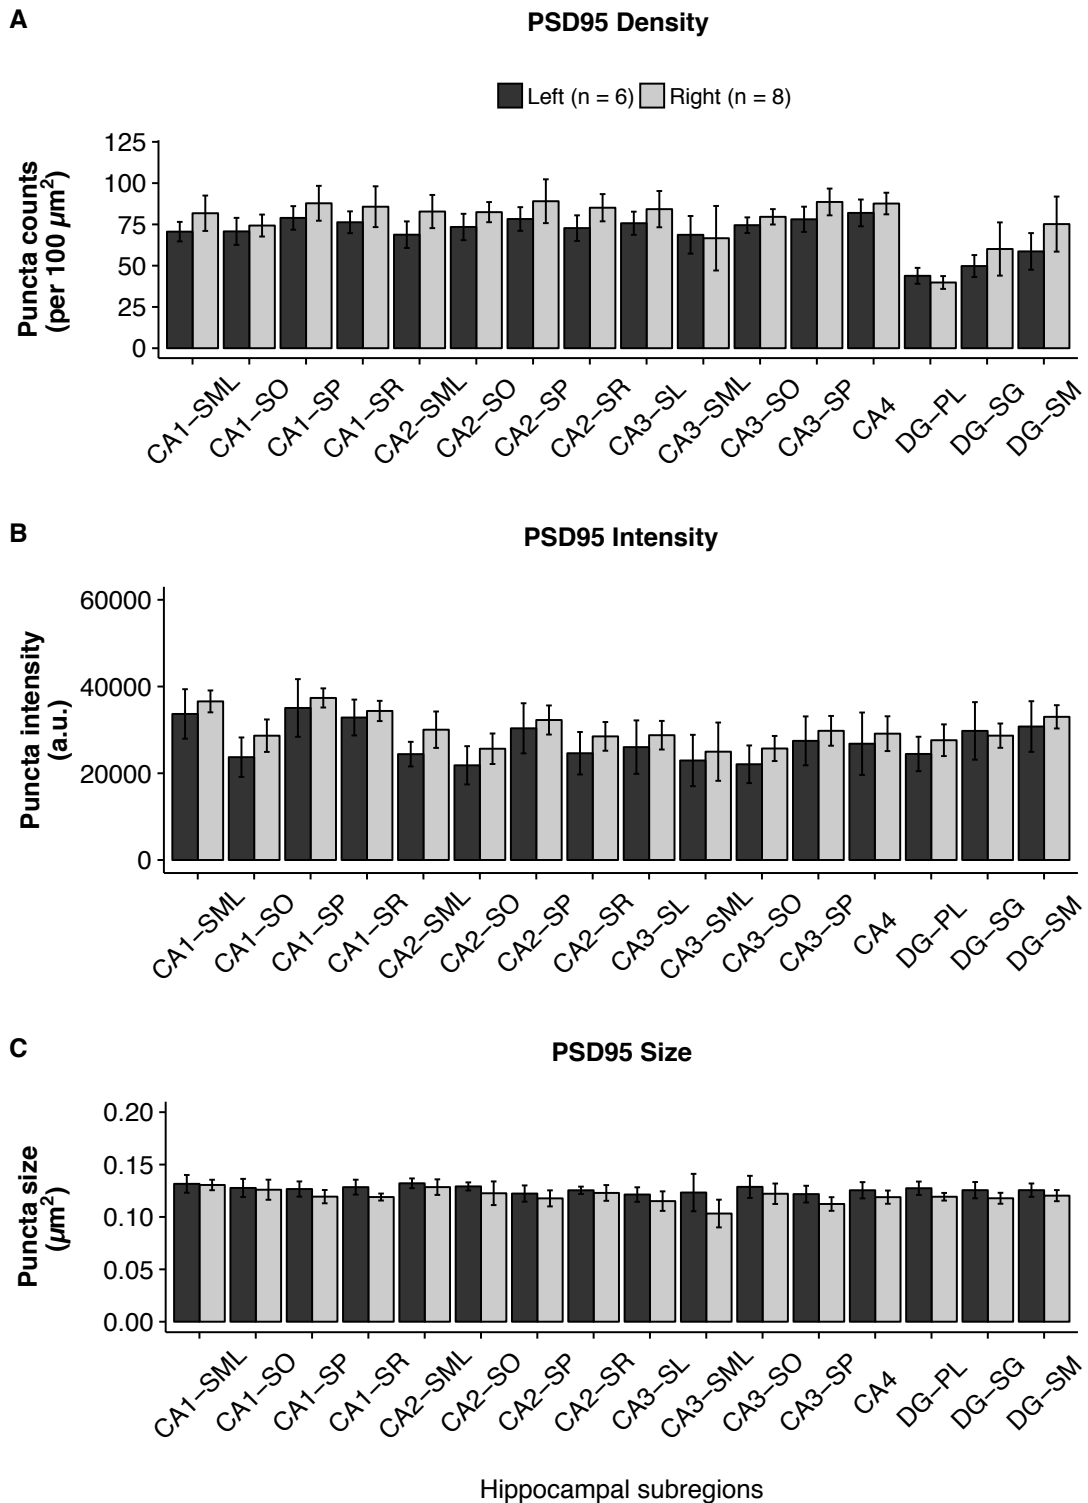 A
PSD95 Density
Left (n = 6) Right (n = 8)
Puncta counts
(per 100 µm²)
125
100
75
50
25
0
CA1–SML
CA1–SO
CA1–SP
CA1–SR
CA2–SML
CA2–SO
CA2–SP
CA2–SR
CA3–SL
CA3–SML
CA3–SO
CA3–SP
CA4
DG–PL
DG–SG
DG–SM
B
PSD95 Intensity
Puncta intensity
(a.u.)
60000
40000
20000
0
CA1–SML
CA1–SO
CA1–SP
CA1–SR
CA2–SML
CA2–SO
CA2–SP
CA2–SR
CA3–SL
CA3–SML
CA3–SO
CA3–SP
CA4
DG–PL
DG–SG
DG–SM
C
PSD95 Size
Puncta size
(µm²)
0.20
0.15
0.10
0.05
0.00
CA1–SML
CA1–SO
CA1–SP
CA1–SR
CA2–SML
CA2–SO
CA2–SP
CA2–SR
CA3–SL
CA3–SML
CA3–SO
CA3–SP
CA4
DG–PL
DG–SG
DG–SM
Hippocampal subregions